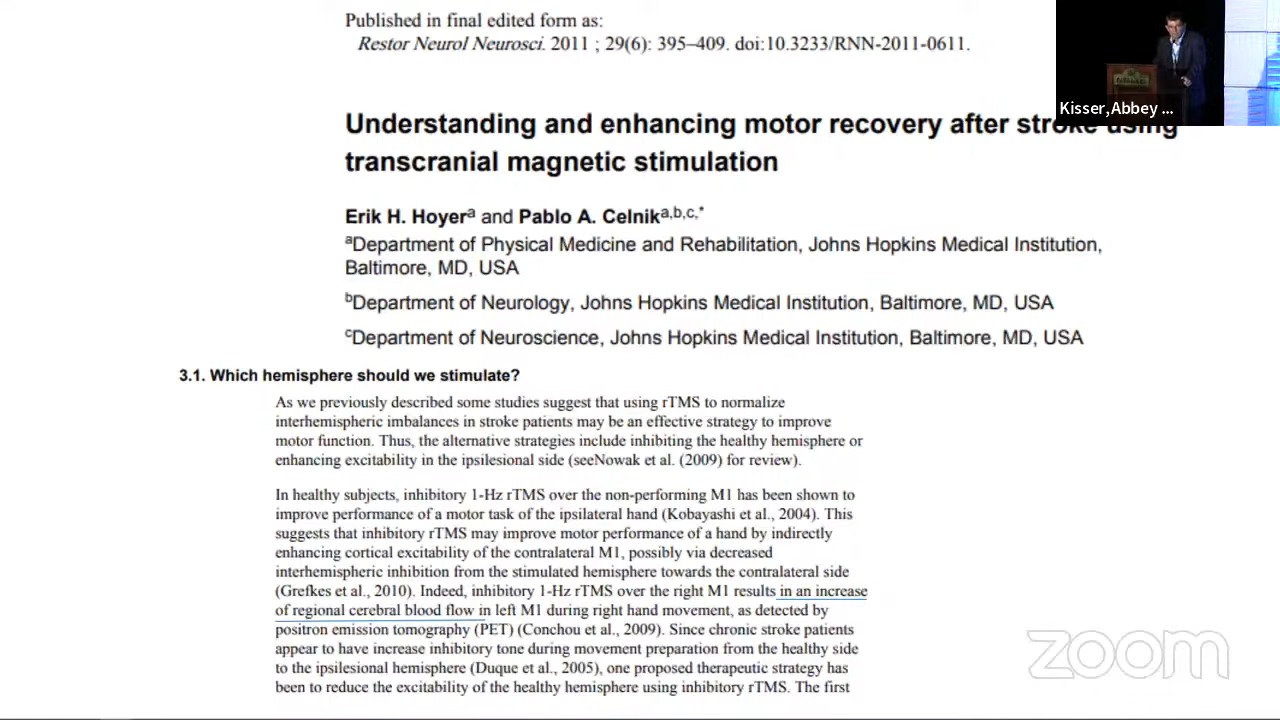 Published in final edited form as:
Restor Neurol Neurosci. 2011 ; 29(6): 395–409. doi:10.3233/RNN-2011-0611.
Kisser,Abbey ...
Understanding and enhancing motor recovery after stroke using
transcranial magnetic stimulation
Erik H. Hoyerª and Pablo A. Celnikª,b,c,*
ªDepartment of Physical Medicine and Rehabilitation, Johns Hopkins Medical Institution,
Baltimore, MD, USA
bDepartment of Neurology, Johns Hopkins Medical Institution, Baltimore, MD, USA
cDepartment of Neuroscience, Johns Hopkins Medical Institution, Baltimore, MD, USA
3.1. Which hemisphere should we stimulate?
As we previously described some studies suggest that using rTMS to normalize
interhemispheric imbalances in stroke patients may be an effective strategy to improve
motor function. Thus, the alternative strategies include inhibiting the healthy hemisphere or
enhancing excitability in the ipsilesional side (seeNowak et al. (2009) for review).
In healthy subjects, inhibitory 1-Hz rTMS over the non-performing M1 has been shown to
improve performance of a motor task of the ipsilateral hand (Kobayashi et al., 2004). This
suggests that inhibitory rTMS may improve motor performance of a hand by indirectly
enhancing cortical excitability of the contralateral M1, possibly via decreased
interhemispheric inhibition from the stimulated hemisphere towards the contralateral side
(Grefkes et al., 2010). Indeed, inhibitory 1-Hz rTMS over the right M1 results in an increase
of regional cerebral blood flow in left M1 during right hand movement, as detected by
positron emission tomography (PET) (Conchou et al., 2009). Since chronic stroke patients
appear to have increase inhibitory tone during movement preparation from the healthy side
to the ipsilesional hemisphere (Duque et al., 2005), one proposed therapeutic strategy has
been to reduce the excitability of the healthy hemisphere using inhibitory rTMS. The first
zoom